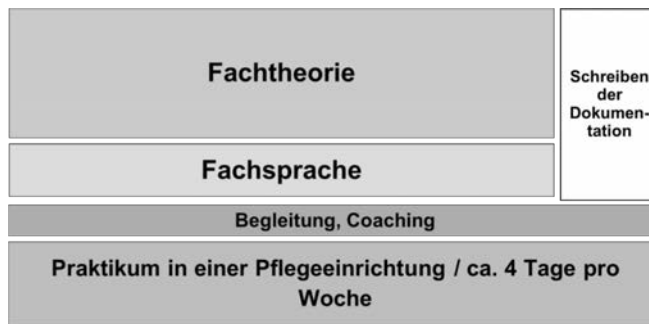 Fachtheorie
Schreiben
der
Dokumen-
tation
Fachsprache
Begleitung, Coaching
Praktikum in einer Pflegeeinrichtung / ca. 4 Tage pro
Woche